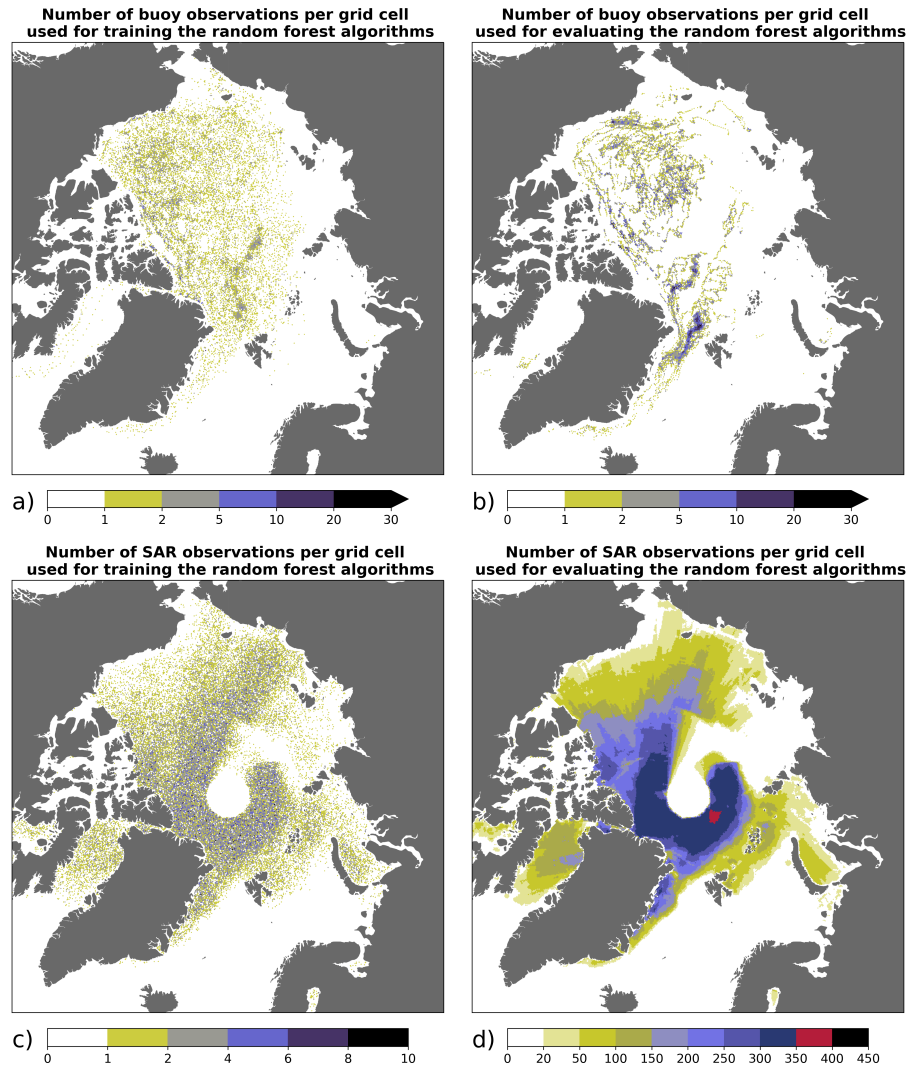 Number of buoy observations per grid cell
used for training the random forest algorithms
a)
0 1 2 5 10 20 30
Number of buoy observations per grid cell
used for evaluating the random forest algorithms
b)
0 1 2 5 10 20 30
Number of SAR observations per grid cell
used for training the random forest algorithms
c)
0 1 2 4 6 8 10
Number of SAR observations per grid cell
used for evaluating the random forest algorithms
d)
0 20 50 100 150 200 250 300 350 400 450